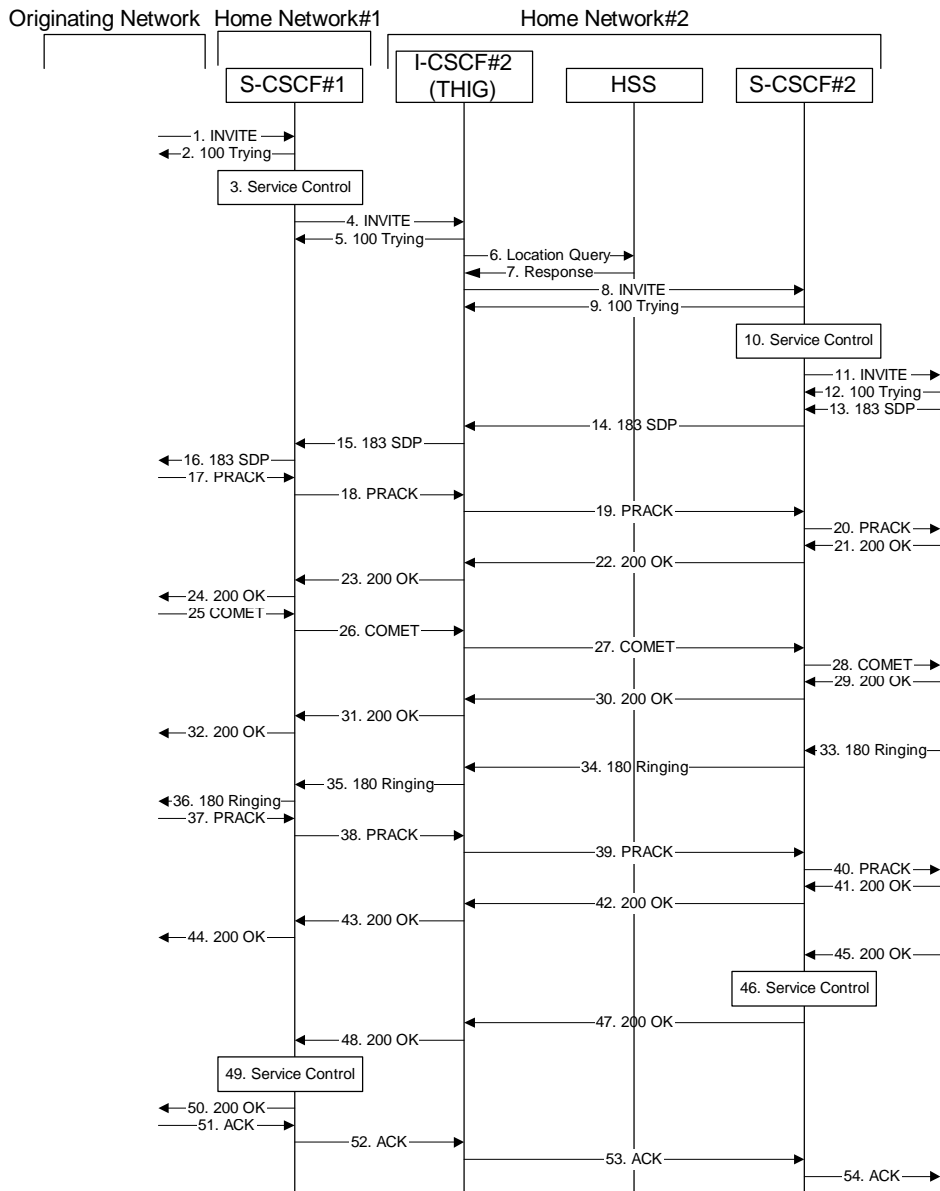 Originating Network Home Network#1 Home Network#2
S-CSCF#1
I-CSCF#2
(THIG)
HSS
S-CSCF#2
1. INVITE
2. 100 Trying
3. Service Control
4. INVITE
5. 100 Trying
6. Location Query
7. Response
8. INVITE
9. 100 Trying
10. Service Control
11. INVITE
12. 100 Trying
13. 183 SDP
14. 183 SDP
15. 183 SDP
16. 183 SDP
17. PRACK
18. PRACK
19. PRACK
20. PRACK
21. 200 OK
22. 200 OK
23. 200 OK
24. 200 OK
25 COMET
26. COMET
27. COMET
28. COMET
29. 200 OK
30. 200 OK
31. 200 OK
32. 200 OK
33. 180 Ringing
34. 180 Ringing
35. 180 Ringing
36. 180 Ringing
37. PRACK
38. PRACK
39. PRACK
40. PRACK
41. 200 OK
42. 200 OK
43. 200 OK
44. 200 OK
45. 200 OK
46. Service Control
47. 200 OK
48. 200 OK
49. Service Control
50. 200 OK
51. ACK
52. ACK
53. ACK
54. ACK